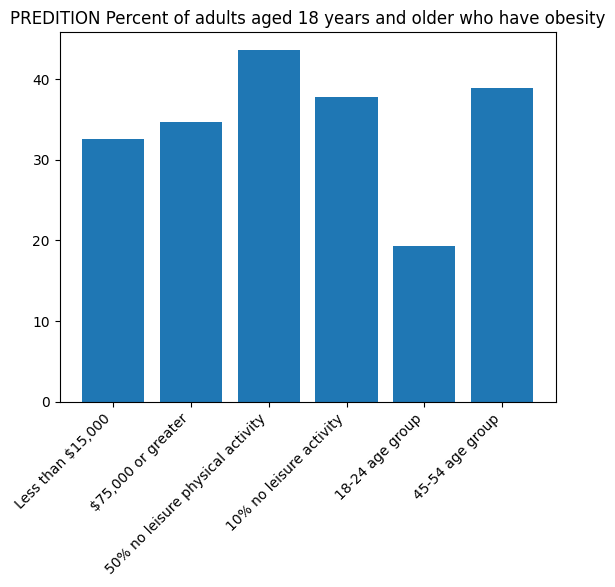 PREDITION Percent of adults aged 18 years and older who have obesity
40
30
20
10
0
Less than $15,000
$75,000 or greater
50% no leisure physical activity
10% no leisure activity
18-24 age group
45-54 age group